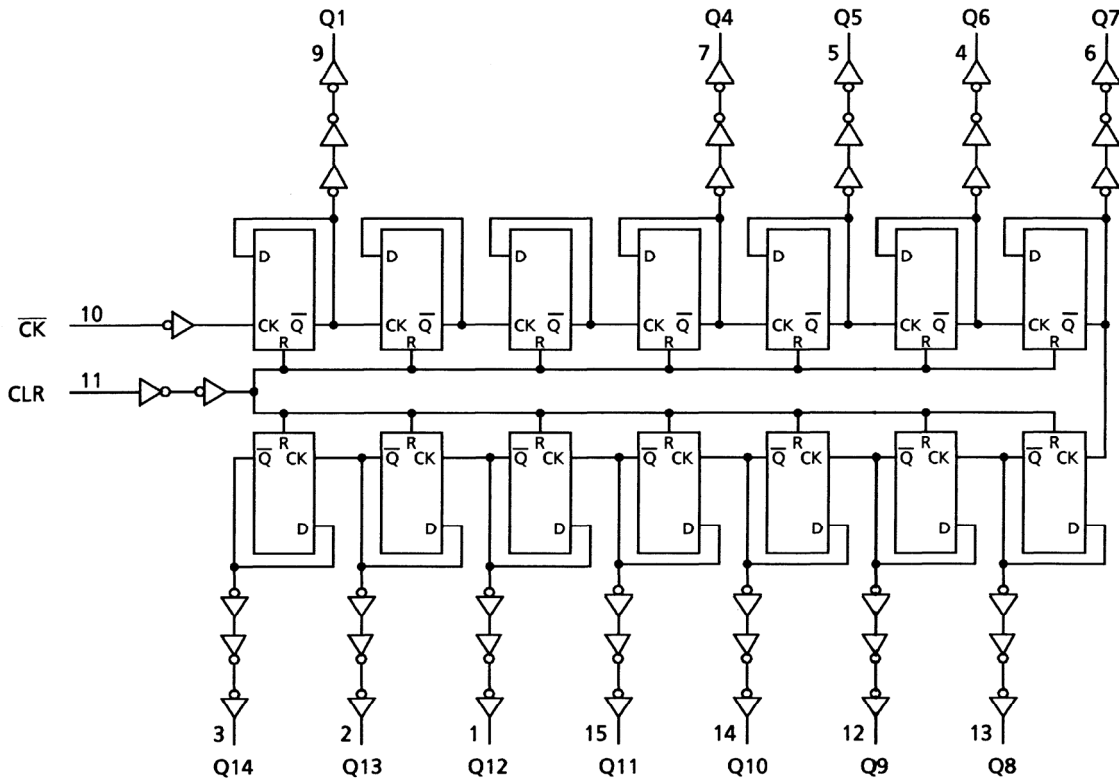 Q1 Q4 Q5 Q6 Q7
9 7 5 4 6
D D D D D D D
C̅K̅ 10 CK Q̅ CK Q̅ CK Q̅ CK Q̅ CK Q̅ CK Q̅ CK Q̅
R R R R R R R
CLR 11
R R R R R R R
Q̅ CK Q̅ CK Q̅ CK Q̅ CK Q̅ CK Q̅ CK Q̅ CK
D D D D D D D
3 2 1 15 14 12 13
Q14 Q13 Q12 Q11 Q10 Q9 Q8